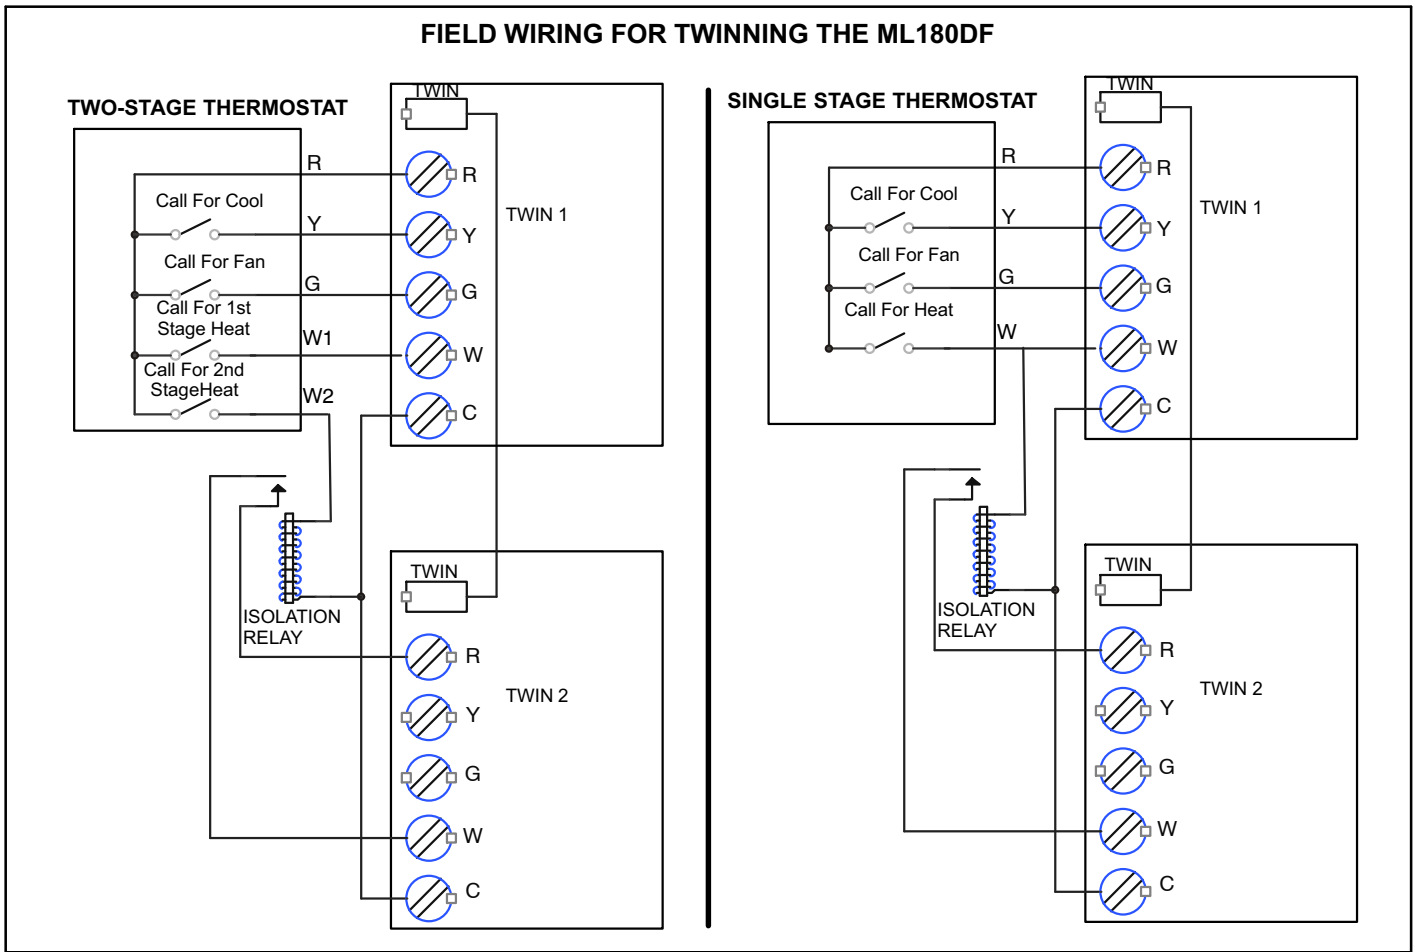 FIELD WIRING FOR TWINNING THE ML180DF
TWO-STAGE THERMOSTAT
TWIN
R
R
Call For Cool
Y
Y
TWIN 1
Call For Fan
G
G
Call For 1st
Stage Heat
W1
W
Call For 2nd
StageHeat
W2
C
ISOLATION
RELAY
TWIN
R
TWIN 2
Y
G
W
C
SINGLE STAGE THERMOSTAT
TWIN
R
R
Call For Cool
Y
Y
TWIN 1
Call For Fan
G
G
Call For Heat
W
W
C
ISOLATION
RELAY
TWIN
R
TWIN 2
Y
G
W
C